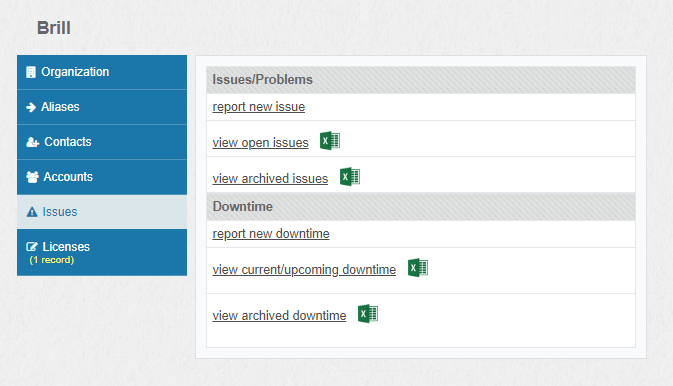 Brill
Organization
Aliases
Contacts
Accounts
Issues
Licenses
(1 record)
Issues/Problems
report new issue
view open issues
view archived issues
Downtime
report new downtime
view current/upcoming downtime
view archived downtime